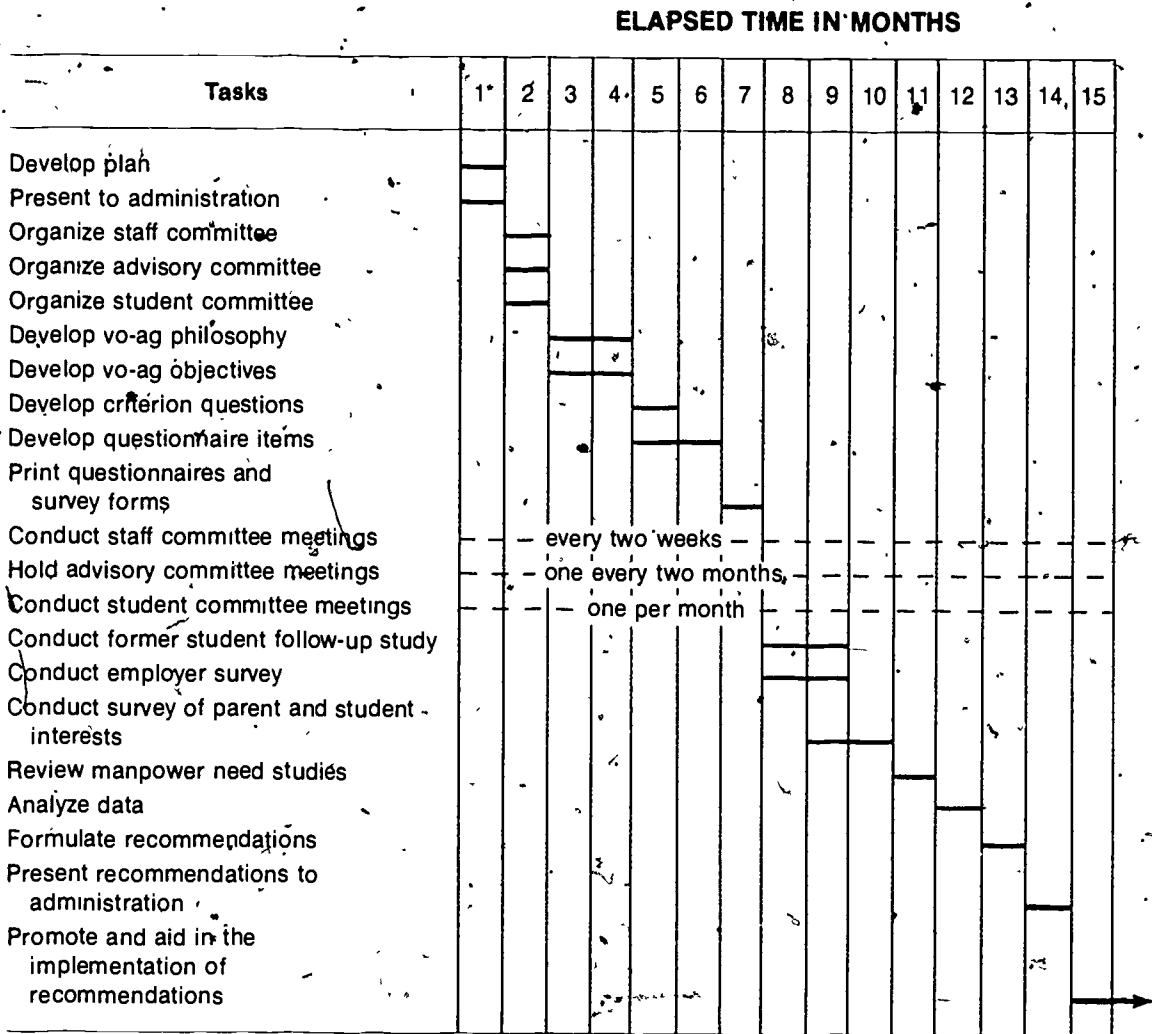 ELAPSED TIME IN MONTHS
Tasks 1 2 3 4 5 6 7 8 9 10 11 12 13 14 15
Develop plan
Present to administration
Organize staff committee
Organize advisory committee
Organize student committee
Develop vo-ag philosophy
Develop vo-ag objectives
Develop criterion questions
Develop questionnaire items
Print questionnaires and
survey forms
Conduct staff committee meetings every two weeks
Hold advisory committee meetings one every two months
Conduct student committee meetings one per month
Conduct former student follow-up study
Conduct employer survey
Conduct survey of parent and student
interests
Review manpower need studies
Analyze data
Formulate recommendations
Present recommendations to
administration
Promote and aid in the
implementation of
recommendations